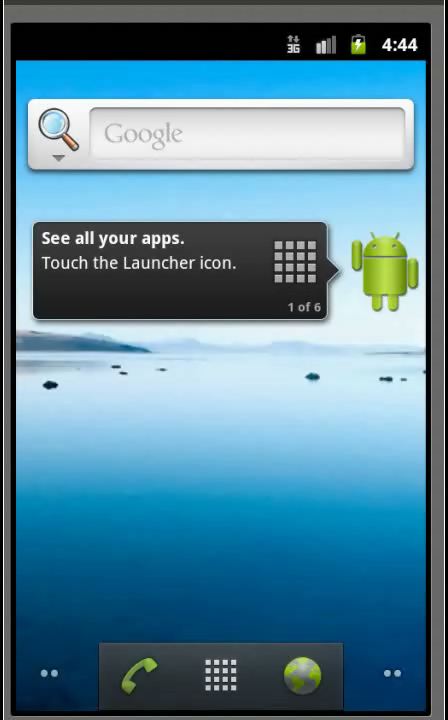 3G 4:44
Google
See all your apps.
Touch the Launcher icon.
1 of 6